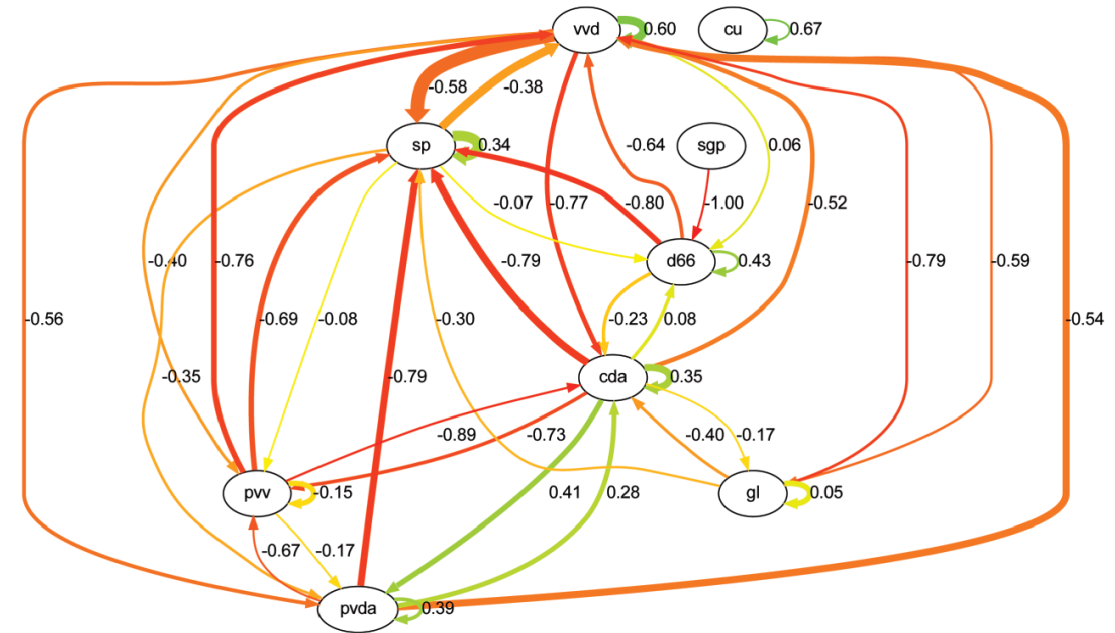 vvd 0.60 cu 0.67
-0.58 -0.38
sp 0.34 -0.64 sgp 0.06
-0.07 -0.77 -0.80 -1.00 -0.52
-0.40 -0.76 -0.79 d66 0.43 -0.79 -0.59
-0.56 -0.69 -0.08 -0.30 -0.23 0.08 -0.54
-0.35 -0.79 cda 0.35
-0.89 -0.73 -0.40 -0.17
pvv -0.15 0.41 0.28 gl 0.05
-0.67 -0.17
pvda 0.39